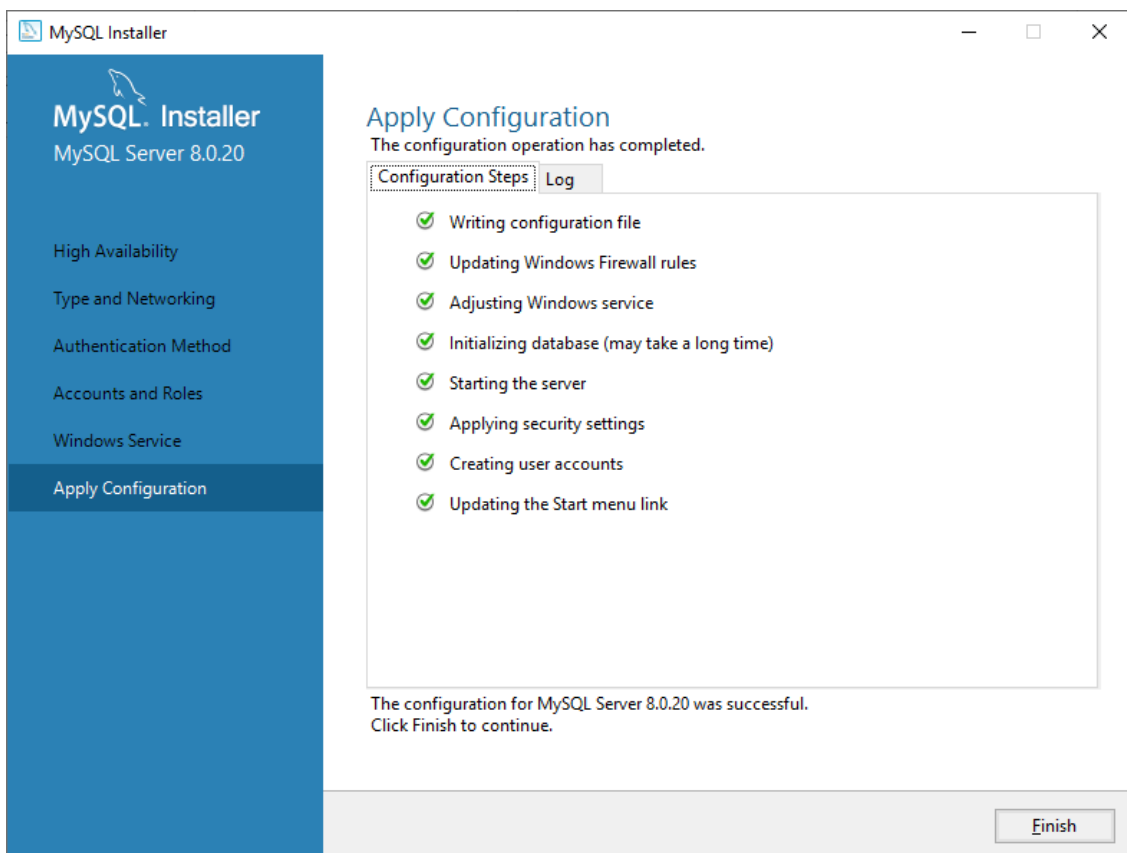 MySQL Installer
MySQL. Installer
MySQL Server 8.0.20
High Availability
Type and Networking
Authentication Method
Accounts and Roles
Windows Service
Apply Configuration
Apply Configuration
The configuration operation has completed.
Configuration Steps
Log
Writing configuration file
Updating Windows Firewall rules
Adjusting Windows service
Initializing database (may take a long time)
Starting the server
Applying security settings
Creating user accounts
Updating the Start menu link
The configuration for MySQL Server 8.0.20 was successful.
Click Finish to continue.
Finish